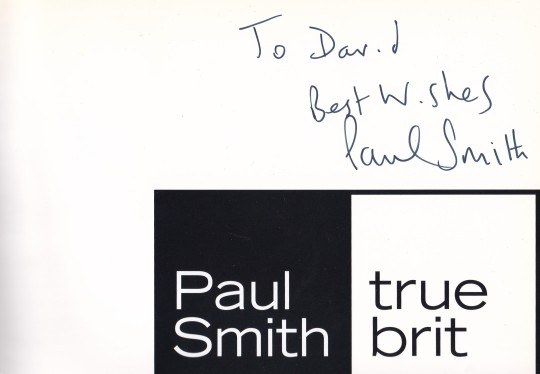 To David
Best Wishes
Paul Smith
Paul
Smith
true
brit